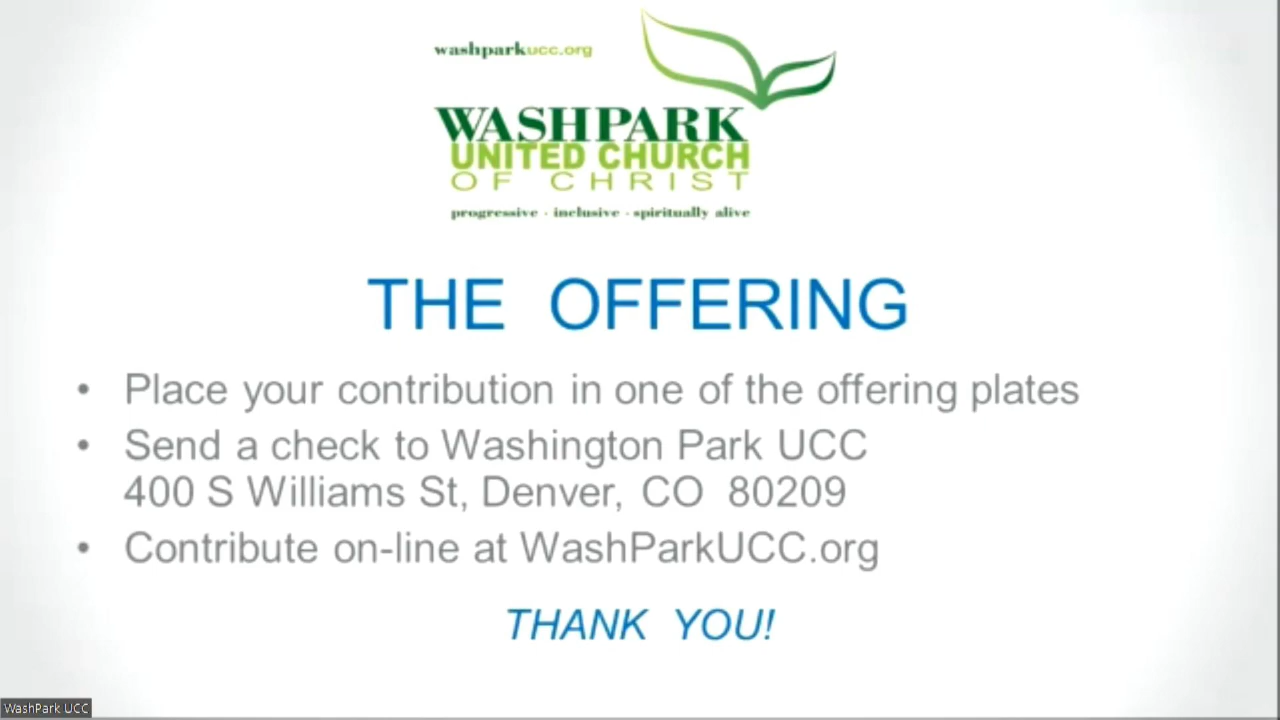 washparkucc.org
WASHPARK
UNITED CHURCH
OF CHRIST
progressive · inclusive · spiritually alive
THE OFFERING
• Place your contribution in one of the offering plates
• Send a check to Washington Park UCC
400 S Williams St, Denver, CO 80209
• Contribute on-line at WashParkUCC.org
THANK YOU!
WashPark UCC